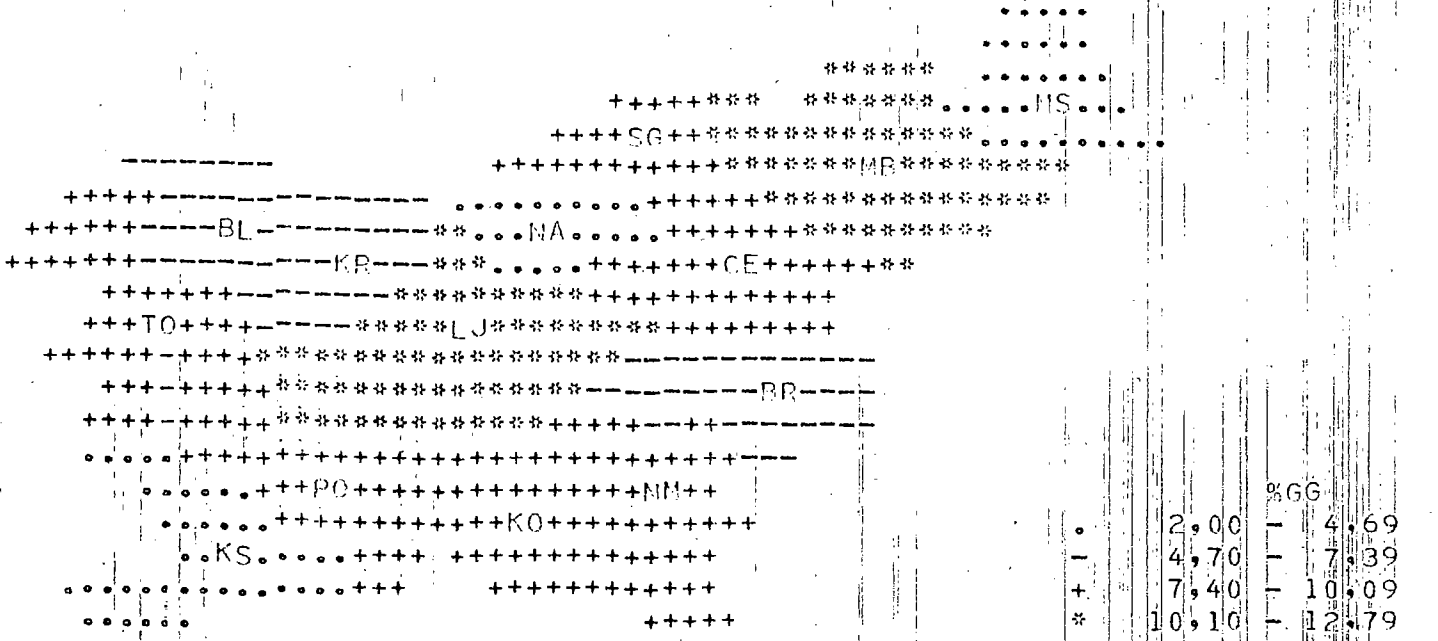 MS
SG
MB
BL NA
KR CE
TO LJ
BR
PO NM
KO
KS
%GG
. 2,00 - 4,69
- 4,70 - 7,39
+ 7,40 - 10,09
* 10,10 - 12,79